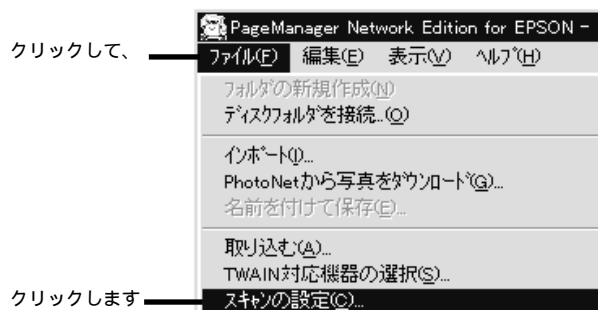 PageManager Network Edition for EPSON -
クリックして、
ファイル(F) 編集(E) 表示(V) ヘルプ(H)
フォルダの新規作成(N)
ディスクフォルダを接続...(O)
インポート(I)...
PhotoNetから写真をダウンロード(G)...
名前を付けて保存(E)...
取り込む(A)...
TWAIN対応機器の選択(S)...
クリックします
スキャンの設定(C)...